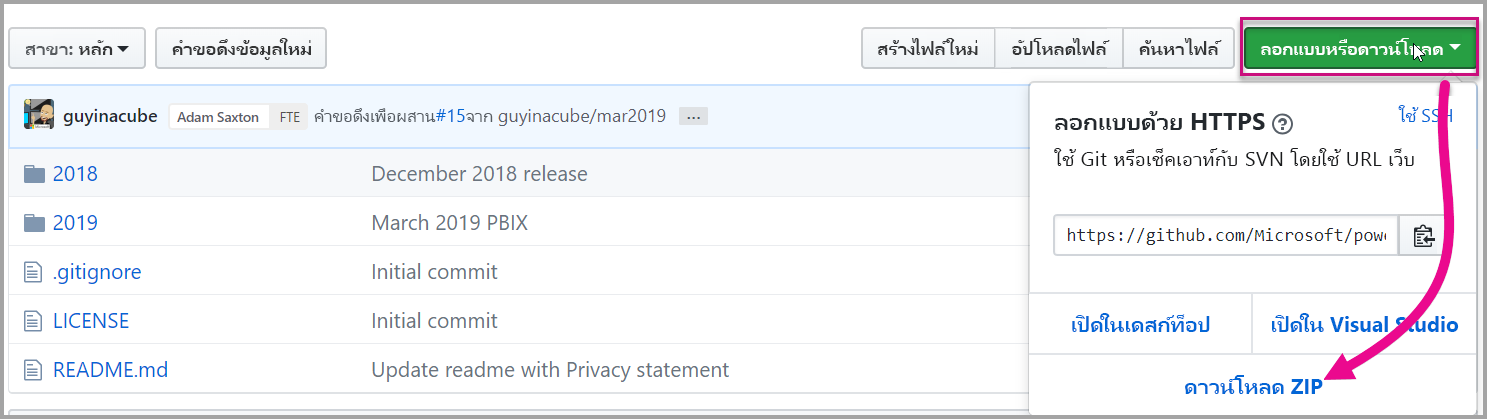 สาขา: หลัก
คำขอดึงข้อมูลใหม่
สร้างไฟล์ใหม่
อัปโหลดไฟล์
ค้นหาไฟล์
ลอกแบบหรือดาวน์โหลด
guyinacube Adam Saxton FTE คำขอดึงเพื่อผสาน#15จาก guyinacube/mar2019 ...
2018 December 2018 release
2019 March 2019 PBIX
.gitignore Initial commit
LICENSE Initial commit
README.md Update readme with Privacy statement
ลอกแบบด้วย HTTPS ?
ใช้ SSH
ใช้ Git หรือเช็คเอาท์กับ SVN โดยใช้ URL เว็บ
https://github.com/Microsoft/powe
เปิดในเดสก์ท็อป
เปิดใน Visual Studio
ดาวน์โหลด ZIP